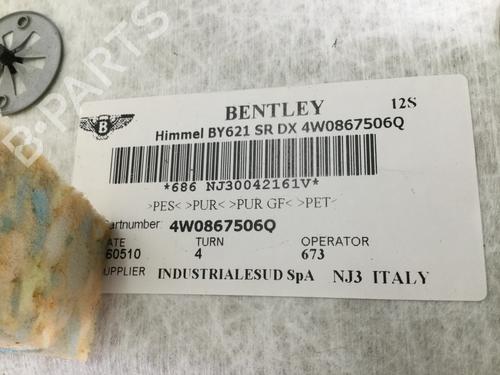 B-PARTS
BENTLEY 12S
B
Himmel BY621 SR DX 4W0867506Q
*686 NJ30042161V*
>PES< >PUR< >PUR GF< >PET<
artnumber: 4W0867506Q
ATE TURN OPERATOR
60510 4 673
UPPLIER INDUSTRIALESUD SpA NJ3 ITALY